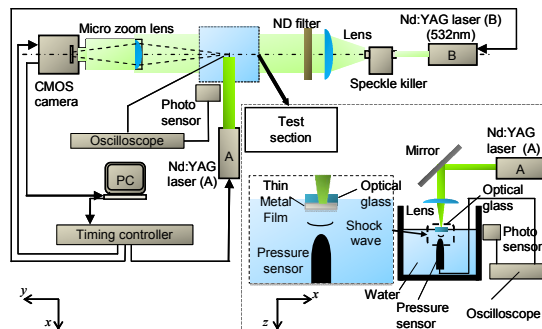 Micro zoom lens
ND filter
Lens
Nd:YAG
laser (B)
(532nm)
B
CMOS
camera
Speckle killer
Photo
sensor
Oscilloscope
A
Test
section
Nd:YAG
laser (A)
PC
Timing controller
Mirror
Nd:YAG
laser (A)
A
Thin
Metal
Film
Optical
glass
Lens
Optical
glass
Shock
wave
Photo
sensor
Pressure
sensor
Water
Pressure
sensor
Oscilloscope
y
x
x
z